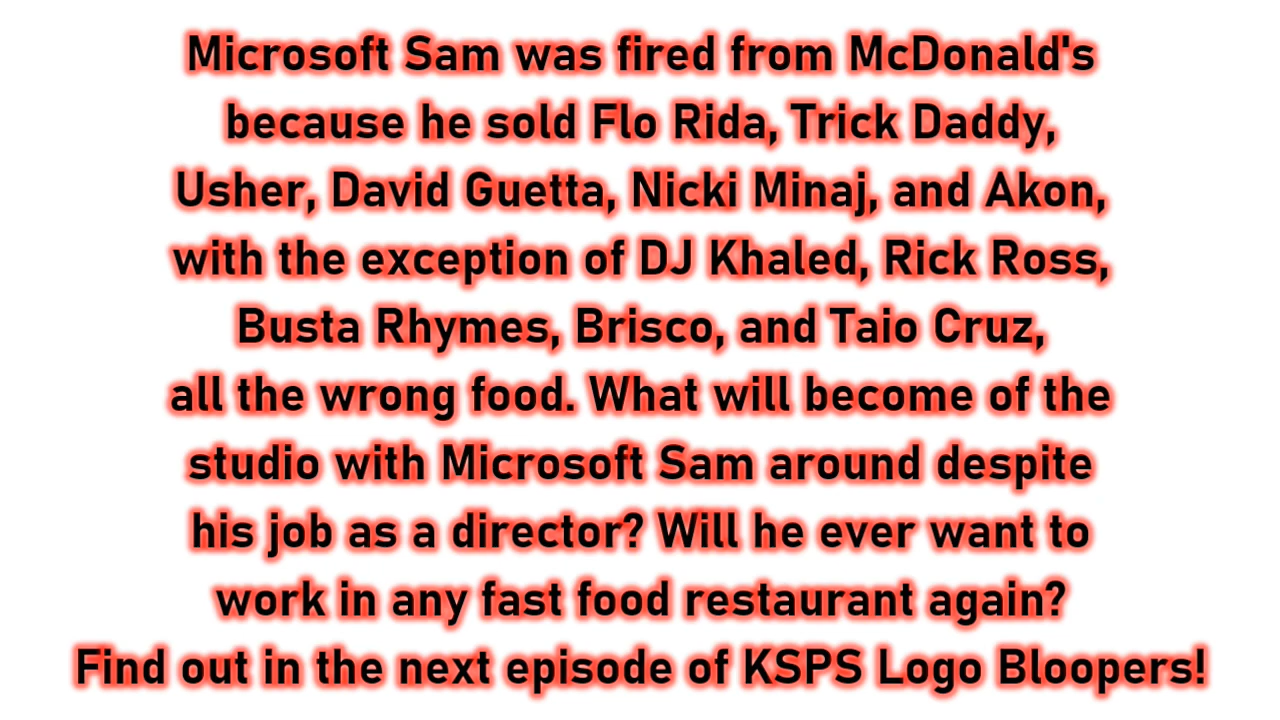 Microsoft Sam was fired from McDonald's
because he sold Flo Rida, Trick Daddy,
Usher, David Guetta, Nicki Minaj, and Akon,
with the exception of DJ Khaled, Rick Ross,
Busta Rhymes, Brisco, and Taio Cruz,
all the wrong food. What will become of the
studio with Microsoft Sam around despite
his job as a director? Will he ever want to
work in any fast food restaurant again?
Find out in the next episode of KSPS Logo Bloopers!